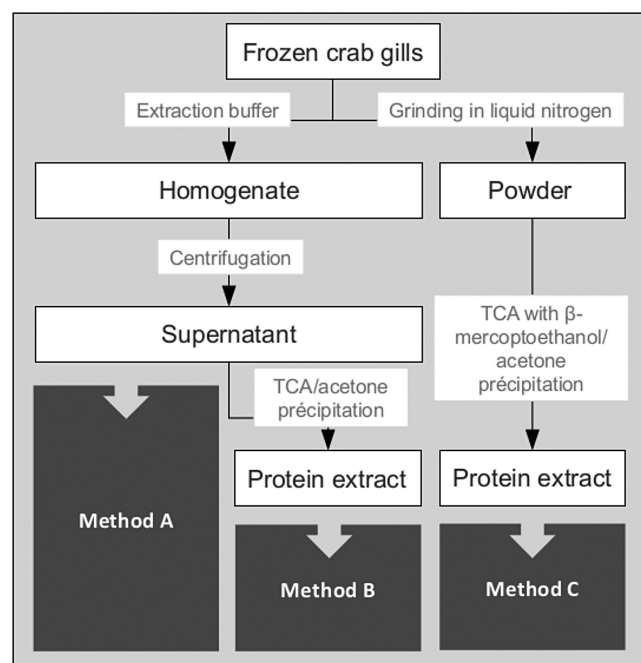 Frozen crab gills
Extraction buffer
Grinding in liquid nitrogen
Homogenate
Powder
Centrifugation
Supernatant
TCA with β-
mercoptoethanol/
acetone
précipitation
TCA/acetone
précipitation
Protein extract
Protein extract
Method A
Method B
Method C